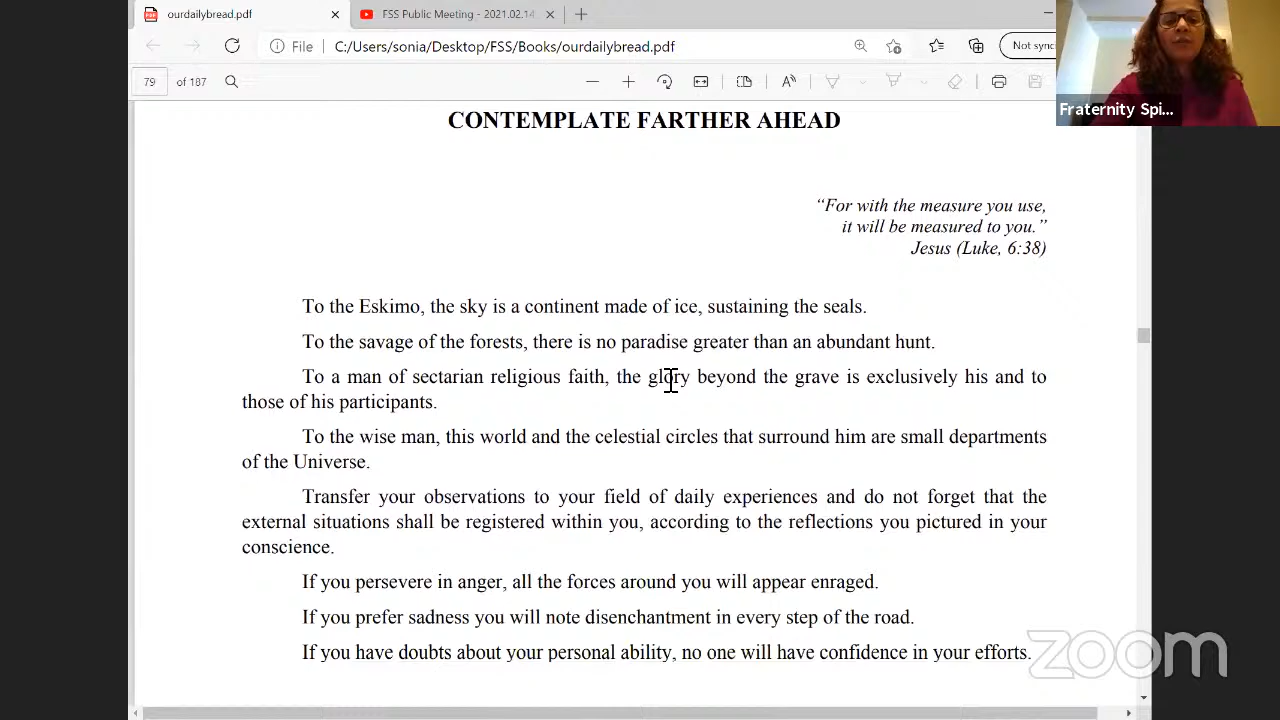 ourdailybread.pdf
FSS Public Meeting - 2021.02.14
File
C:/Users/sonia/Desktop/FSS/Books/ourdailybread.pdf
Not sync
79 of 187
Fraternity Spi...
CONTEMPLATE FARTHER AHEAD
“For with the measure you use,
it will be measured to you.”
Jesus (Luke, 6:38)
To the Eskimo, the sky is a continent made of ice, sustaining the seals.
To the savage of the forests, there is no paradise greater than an abundant hunt.
To a man of sectarian religious faith, the glory beyond the grave is exclusively his and to
those of his participants.
To the wise man, this world and the celestial circles that surround him are small departments
of the Universe.
Transfer your observations to your field of daily experiences and do not forget that the
external situations shall be registered within you, according to the reflections you pictured in your
conscience.
If you persevere in anger, all the forces around you will appear enraged.
If you prefer sadness you will note disenchantment in every step of the road.
If you have doubts about your personal ability, no one will have confidence in your efforts.
zoom